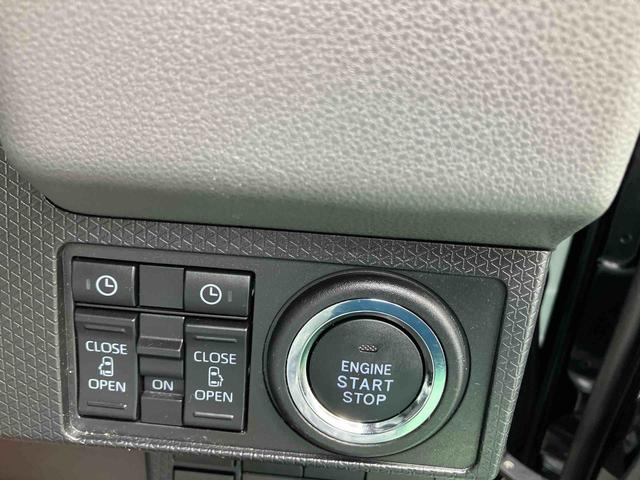 CLOSE
OPEN
ON
CLOSE
OPEN
ENGINE
START
STOP